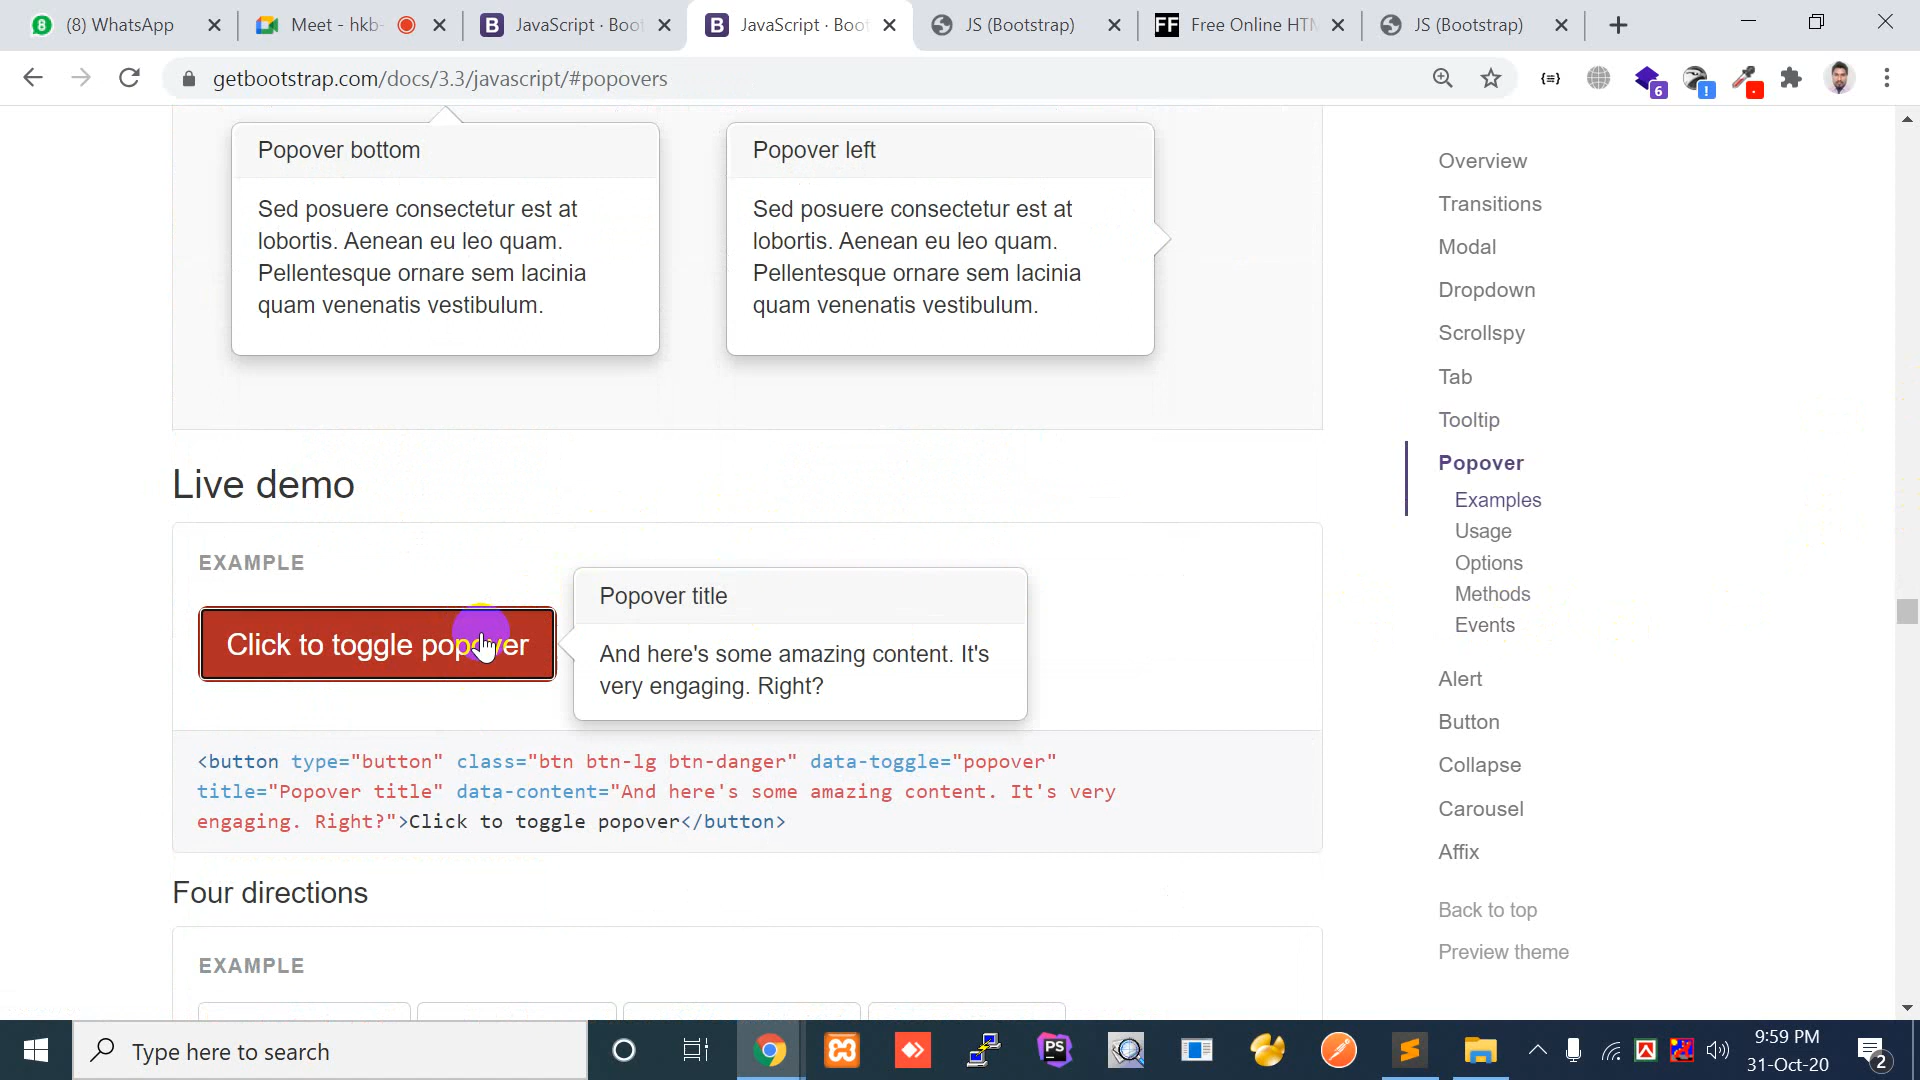 (8) WhatsApp
Meet - hkb-
JavaScript · Boot
JavaScript · Boot
JS (Bootstrap)
Free Online HTM
JS (Bootstrap)
getbootstrap.com/docs/3.3/javascript/#popovers
6
Popover bottom
Sed posuere consectetur est at
lobortis. Aenean eu leo quam.
Pellentesque ornare sem lacinia
quam venenatis vestibulum.
Popover left
Sed posuere consectetur est at
lobortis. Aenean eu leo quam.
Pellentesque ornare sem lacinia
quam venenatis vestibulum.
Live demo
EXAMPLE
Click to toggle popover
Popover title
And here's some amazing content. It's
very engaging. Right?
<button type="button" class="btn btn-lg btn-danger" data-toggle="popover"
title="Popover title" data-content="And here's some amazing content. It's very
engaging. Right?">Click to toggle popover</button>
Four directions
EXAMPLE
Overview
Transitions
Modal
Dropdown
Scrollspy
Tab
Tooltip
Popover
Examples
Usage
Options
Methods
Events
Alert
Button
Collapse
Carousel
Affix
Back to top
Preview theme
Type here to search
9:59 PM
31-Oct-20
2